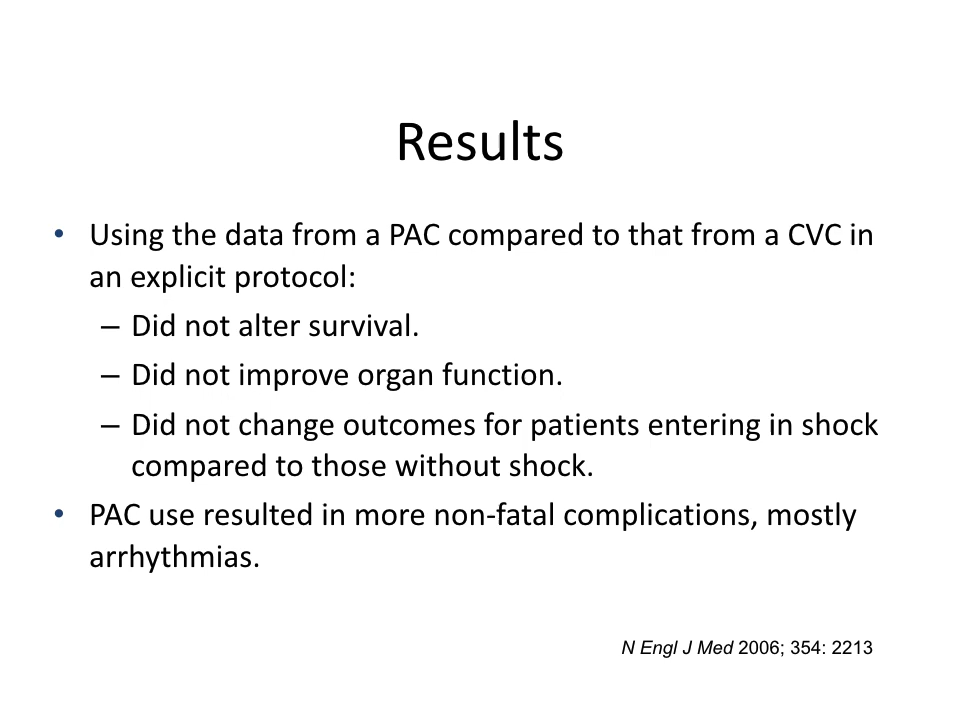 Results
• Using the data from a PAC compared to that from a CVC in
an explicit protocol:
– Did not alter survival.
– Did not improve organ function.
– Did not change outcomes for patients entering in shock
compared to those without shock.
• PAC use resulted in more non-fatal complications, mostly
arrhythmias.
N Engl J Med 2006; 354: 2213